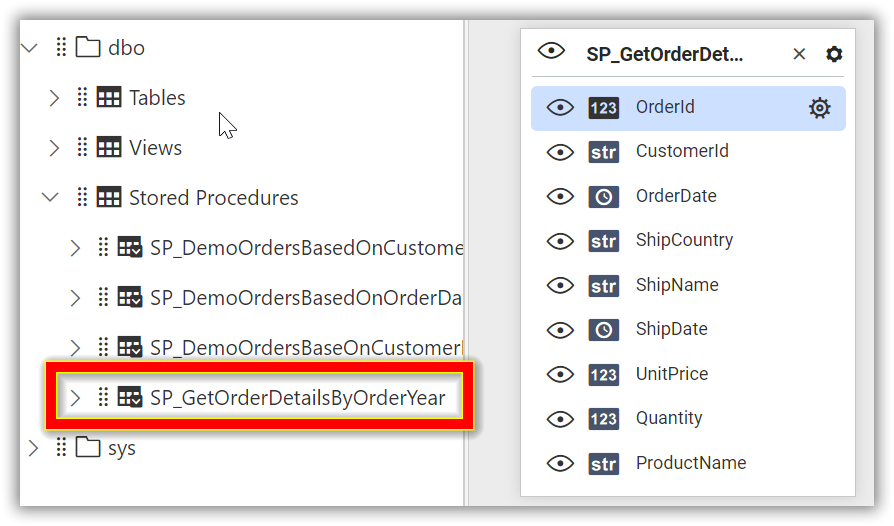 dbo
Tables
Views
Stored Procedures
SP_DemoOrdersBasedOnCustome
SP_DemoOrdersBasedOnOrderDa
SP_DemoOrdersBaseOnCustomer
SP_GetOrderDetailsByOrderYear
sys
SP_GetOrderDet...
123 OrderId
str CustomerId
OrderDate
str ShipCountry
str ShipName
ShipDate
123 UnitPrice
123 Quantity
str ProductName